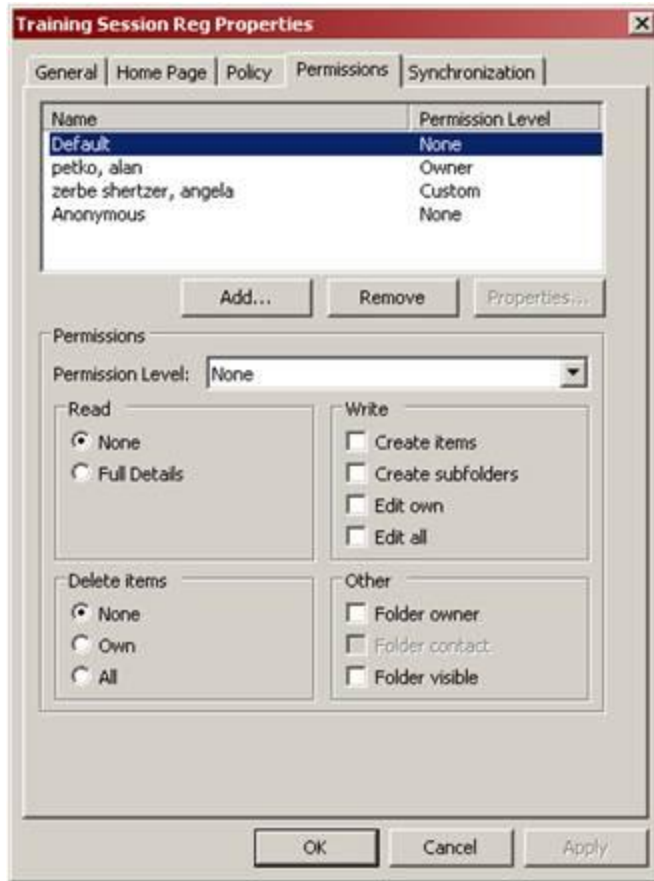 Training Session Reg Properties
General Home Page Policy Permissions Synchronization
Name Permission Level
Default None
petko, alan Owner
zerbe shertzer, angela Custom
Anonymous None
Add... Remove Properties...
Permissions
Permission Level: None
Read
None
Full Details
Write
Create items
Create subfolders
Edit own
Edit all
Delete items
None
Own
All
Other
Folder owner
Folder contact
Folder visible
OK Cancel Apply